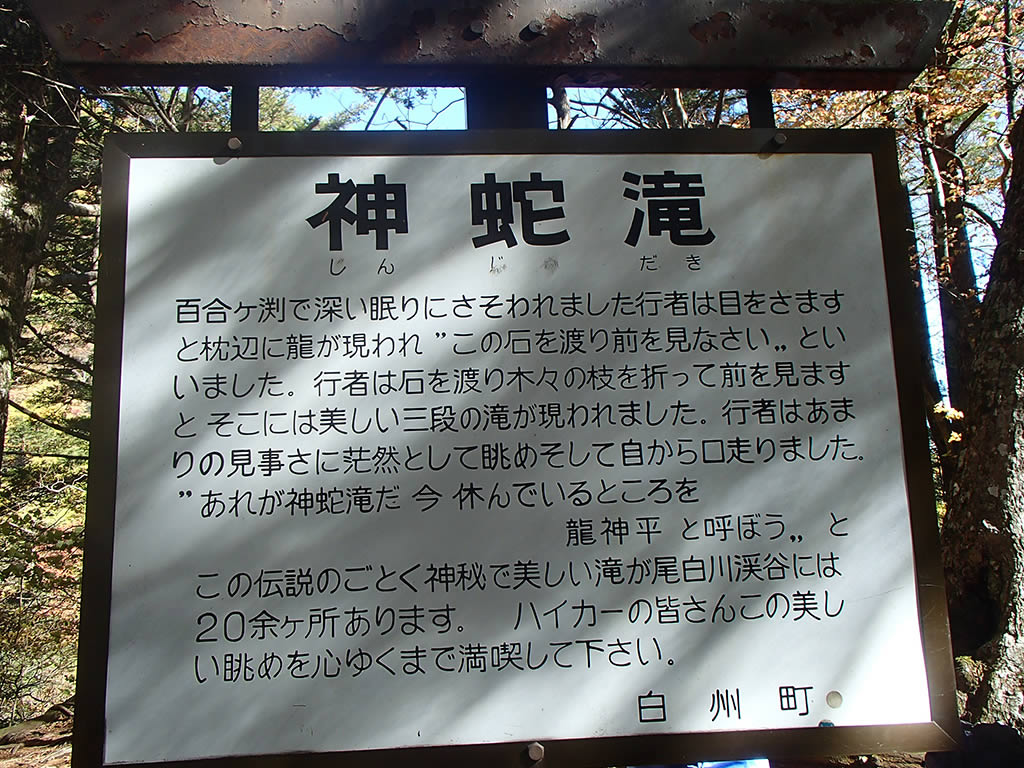 神蛇滝
しんじゃだき
百合ヶ渕で深い眠りにさそわれました行者は目をさます
と枕辺に龍が現われ〝この石を渡り前を見なさい〟とい
いました。行者は石を渡り木々の枝を折って前を見ます
と そこには美しい三段の滝が現われました。行者はあま
りの見事さに茫然として眺めそして自から口走りました。
〝あれが神蛇滝だ 今 休んでいるところを
龍神平 と呼ぼう〟と
この伝説のごとく神秘で美しい滝が尾白川渓谷には
20余ヶ所あります。 ハイカーの皆さんこの美し
い眺めを心ゆくまで満喫して下さい。
白州町